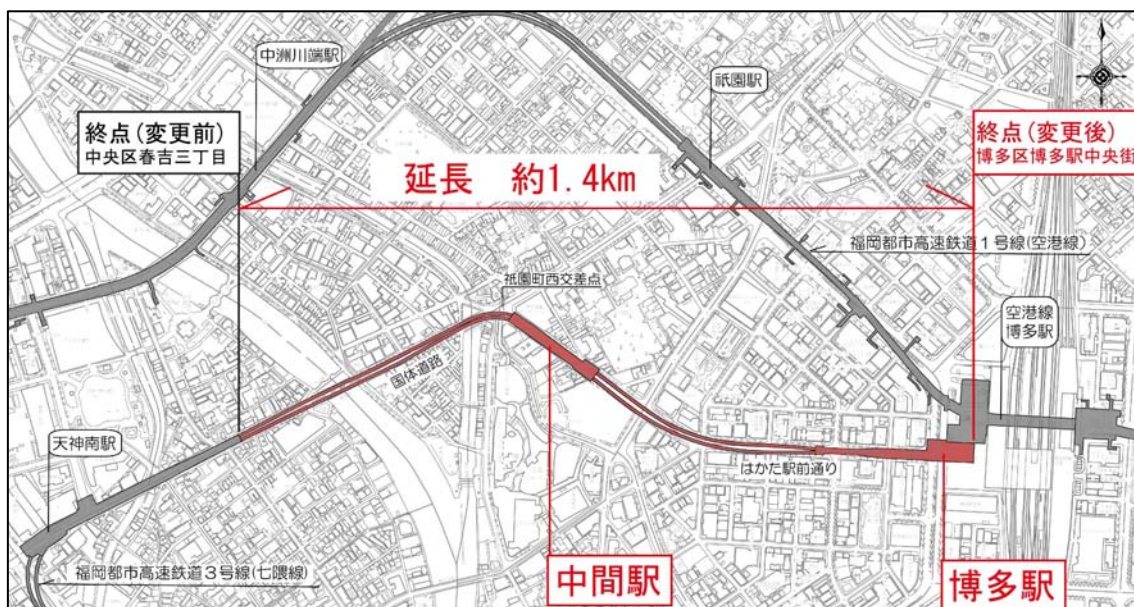 中洲川端駅
祇園駅
終点(変更前)
中央区春吉三丁目
終点(変更後)
博多区博多駅中央街
延長 約1.4km
福岡都市高速鉄道1号線(空港線)
祇園町西交差点
空港線
博多駅
国体道路
天神南駅
はかた駅前通り
福岡都市高速鉄道3号線(七隈線)
中間駅
博多駅